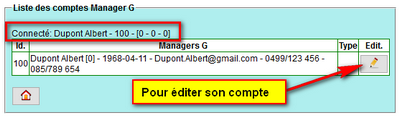 Liste des comptes Manager G
Connecté: Dupont Albert - 100 - [0 - 0 - 0]
Id. Managers G Type Edit.
100 Dupont Albert [0] - 1968-04-11 - Dupont.Albert@gmail.com - 0499/123 456 -
085/789 654
Pour éditer son compte